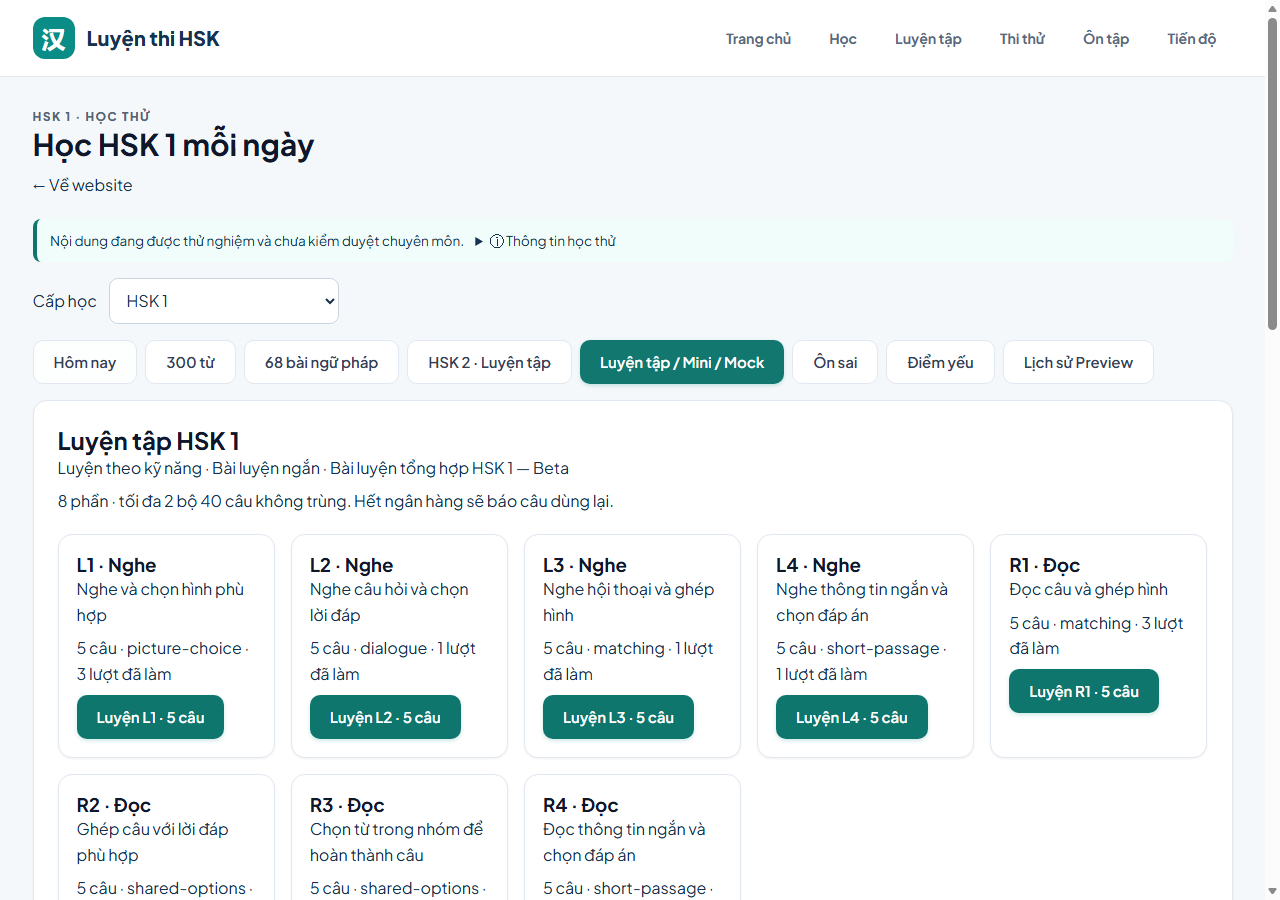 汉 Luyện thi HSK
Trang chủ Học Luyện tập Thi thử Ôn tập Tiến độ
HSK 1 · HỌC THỬ
Học HSK 1 mỗi ngày
← Về website
Nội dung đang được thử nghiệm và chưa kiểm duyệt chuyên môn. ▶ ⓘ Thông tin học thử
Cấp học HSK 1
Hôm nay 300 từ 68 bài ngữ pháp HSK 2 · Luyện tập Luyện tập / Mini / Mock Ôn sai Điểm yếu Lịch sử Preview
Luyện tập HSK 1
Luyện theo kỹ năng · Bài luyện ngắn · Bài luyện tổng hợp HSK 1 — Beta
8 phần · tối đa 2 bộ 40 câu không trùng. Hết ngân hàng sẽ báo câu dùng lại.
L1 · Nghe
Nghe và chọn hình phù
hợp
5 câu · picture-choice ·
3 lượt đã làm
Luyện L1 · 5 câu
L2 · Nghe
Nghe câu hỏi và chọn
lời đáp
5 câu · dialogue · 1 lượt
đã làm
Luyện L2 · 5 câu
L3 · Nghe
Nghe hội thoại và ghép
hình
5 câu · matching · 1 lượt
đã làm
Luyện L3 · 5 câu
L4 · Nghe
Nghe thông tin ngắn và
chọn đáp án
5 câu · short-passage ·
1 lượt đã làm
Luyện L4 · 5 câu
R1 · Đọc
Đọc câu và ghép hình
5 câu · matching · 3 lượt
đã làm
Luyện R1 · 5 câu
R2 · Đọc
Ghép câu với lời đáp
phù hợp
5 câu · shared-options ·
R3 · Đọc
Chọn từ trong nhóm để
hoàn thành câu
5 câu · shared-options ·
R4 · Đọc
Đọc thông tin ngắn và
chọn đáp án
5 câu · short-passage ·